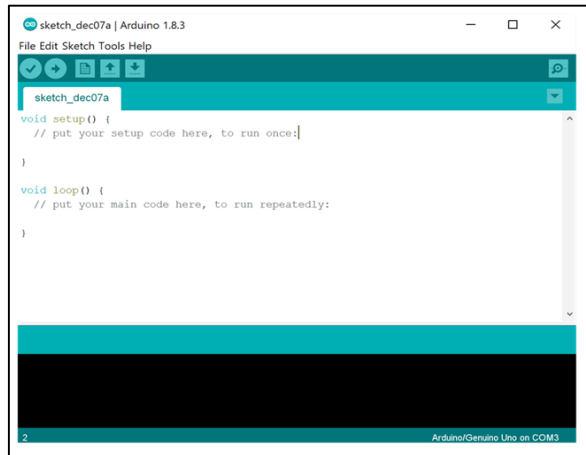 sketch_dec07a | Arduino 1.8.3
File Edit Sketch Tools Help
sketch_dec07a
void setup() {
// put your setup code here, to run once:
}
void loop() {
// put your main code here, to run repeatedly:
}
2
Arduino/Genuino Uno on COM3